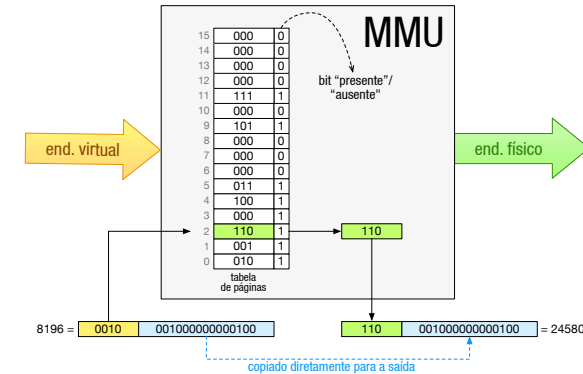 MMU
15 000 0
14 000 0
13 000 0
12 000 0
11 111 1
10 000 0
9 101 1
8 000 0
7 000 0
6 000 0
5 011 1
4 100 1
3 000 1
2 110 1
1 001 1
0 010 1
tabela
de páginas
bit “presente”/
“ausente"
end. virtual
end. físico
110
8196 = 0010 001000000000100
110 001000000000100 = 24580
copiado diretamente para a saída